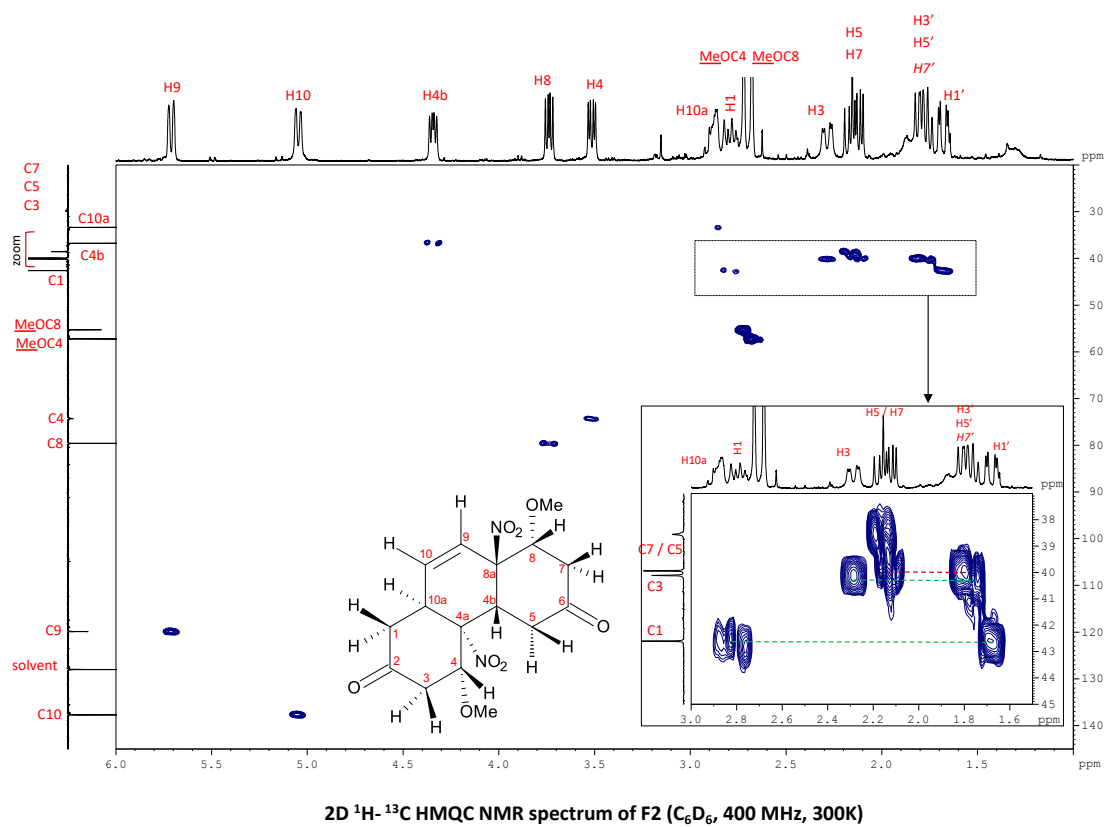 H3’
H5 H5’
H7 H7’
MeOC4 MeOC8
H9 H10 H4b H8 H4 H10a H1 H3 H1’
ppm
C7
C5
C3
C10a
zoom
C4b
C1
MeOC8
MeOC4
C4
C8
C9
solvent
C10
20
30
40
50
60
70
80
90
100
110
120
130
140
ppm
H3’
H5 / H7 H5’
H7’
H10a H1 H3 H1’
ppm
C7 / C5
C3
C1
38
39
40
41
42
43
44
45
3.0 2.8 2.6 2.4 2.2 2.0 1.8 1.6 ppm
OMe
H NO2 H
H 10 9 8 H
8a 7
H 10a 4b H
H 4a 6
H 1 H 5 O
2 4 NO2 H H
O 3 H
H H OMe
6.0 5.5 5.0 4.5 4.0 3.5 3.0 2.5 2.0 1.5 ppm
2D 1H- 13C HMQC NMR spectrum of F2 (C6D6, 400 MHz, 300K)